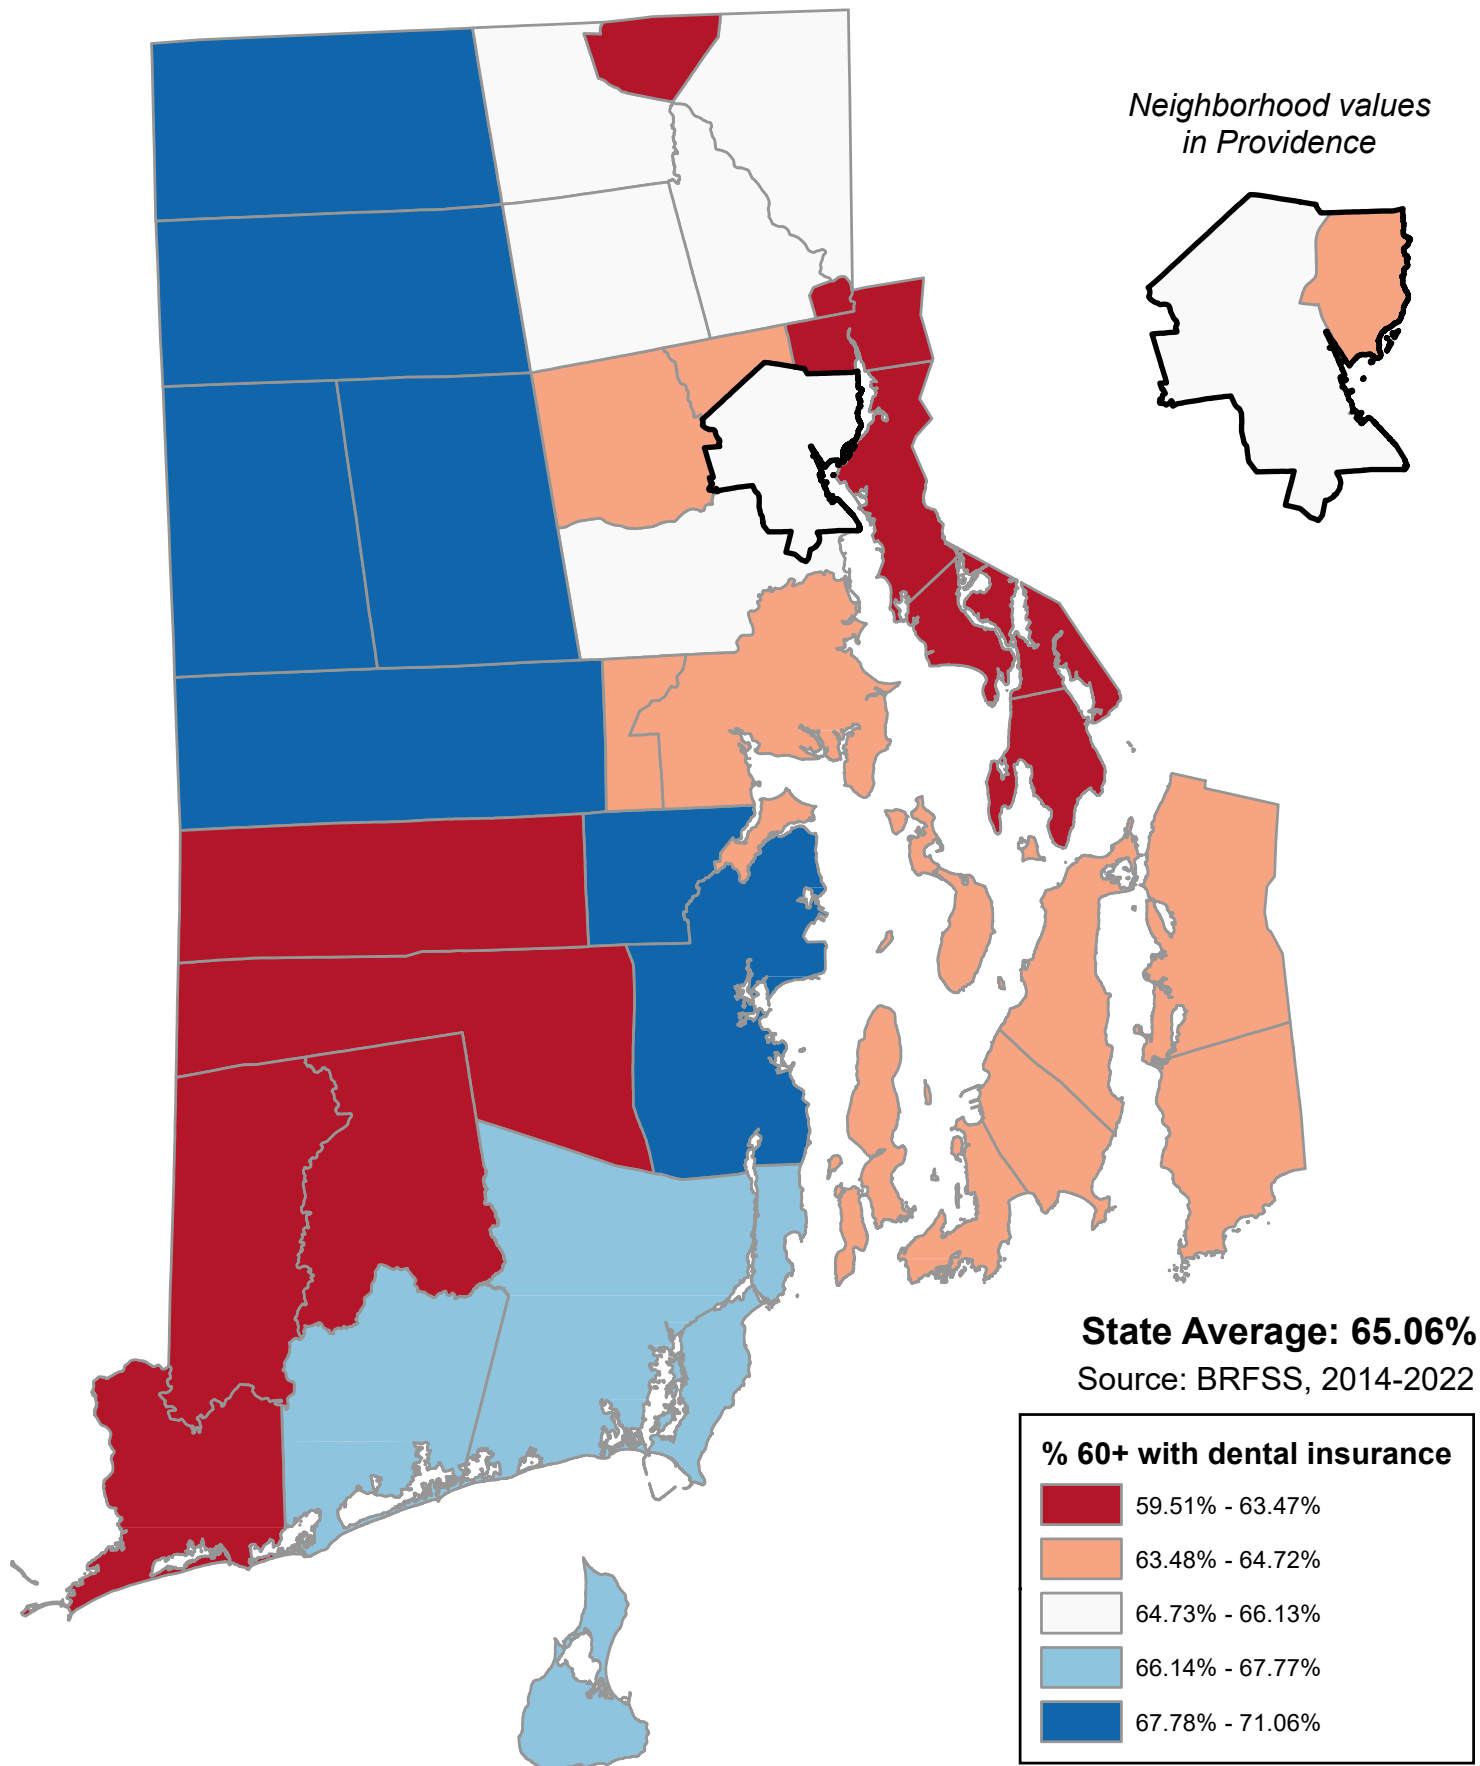 Neighborhood values
in Providence
State Average: 65.06%
Source: BRFSS, 2014-2022
% 60+ with dental insurance
59.51% - 63.47%
63.48% - 64.72%
64.73% - 66.13%
66.14% - 67.77%
67.78% - 71.06%